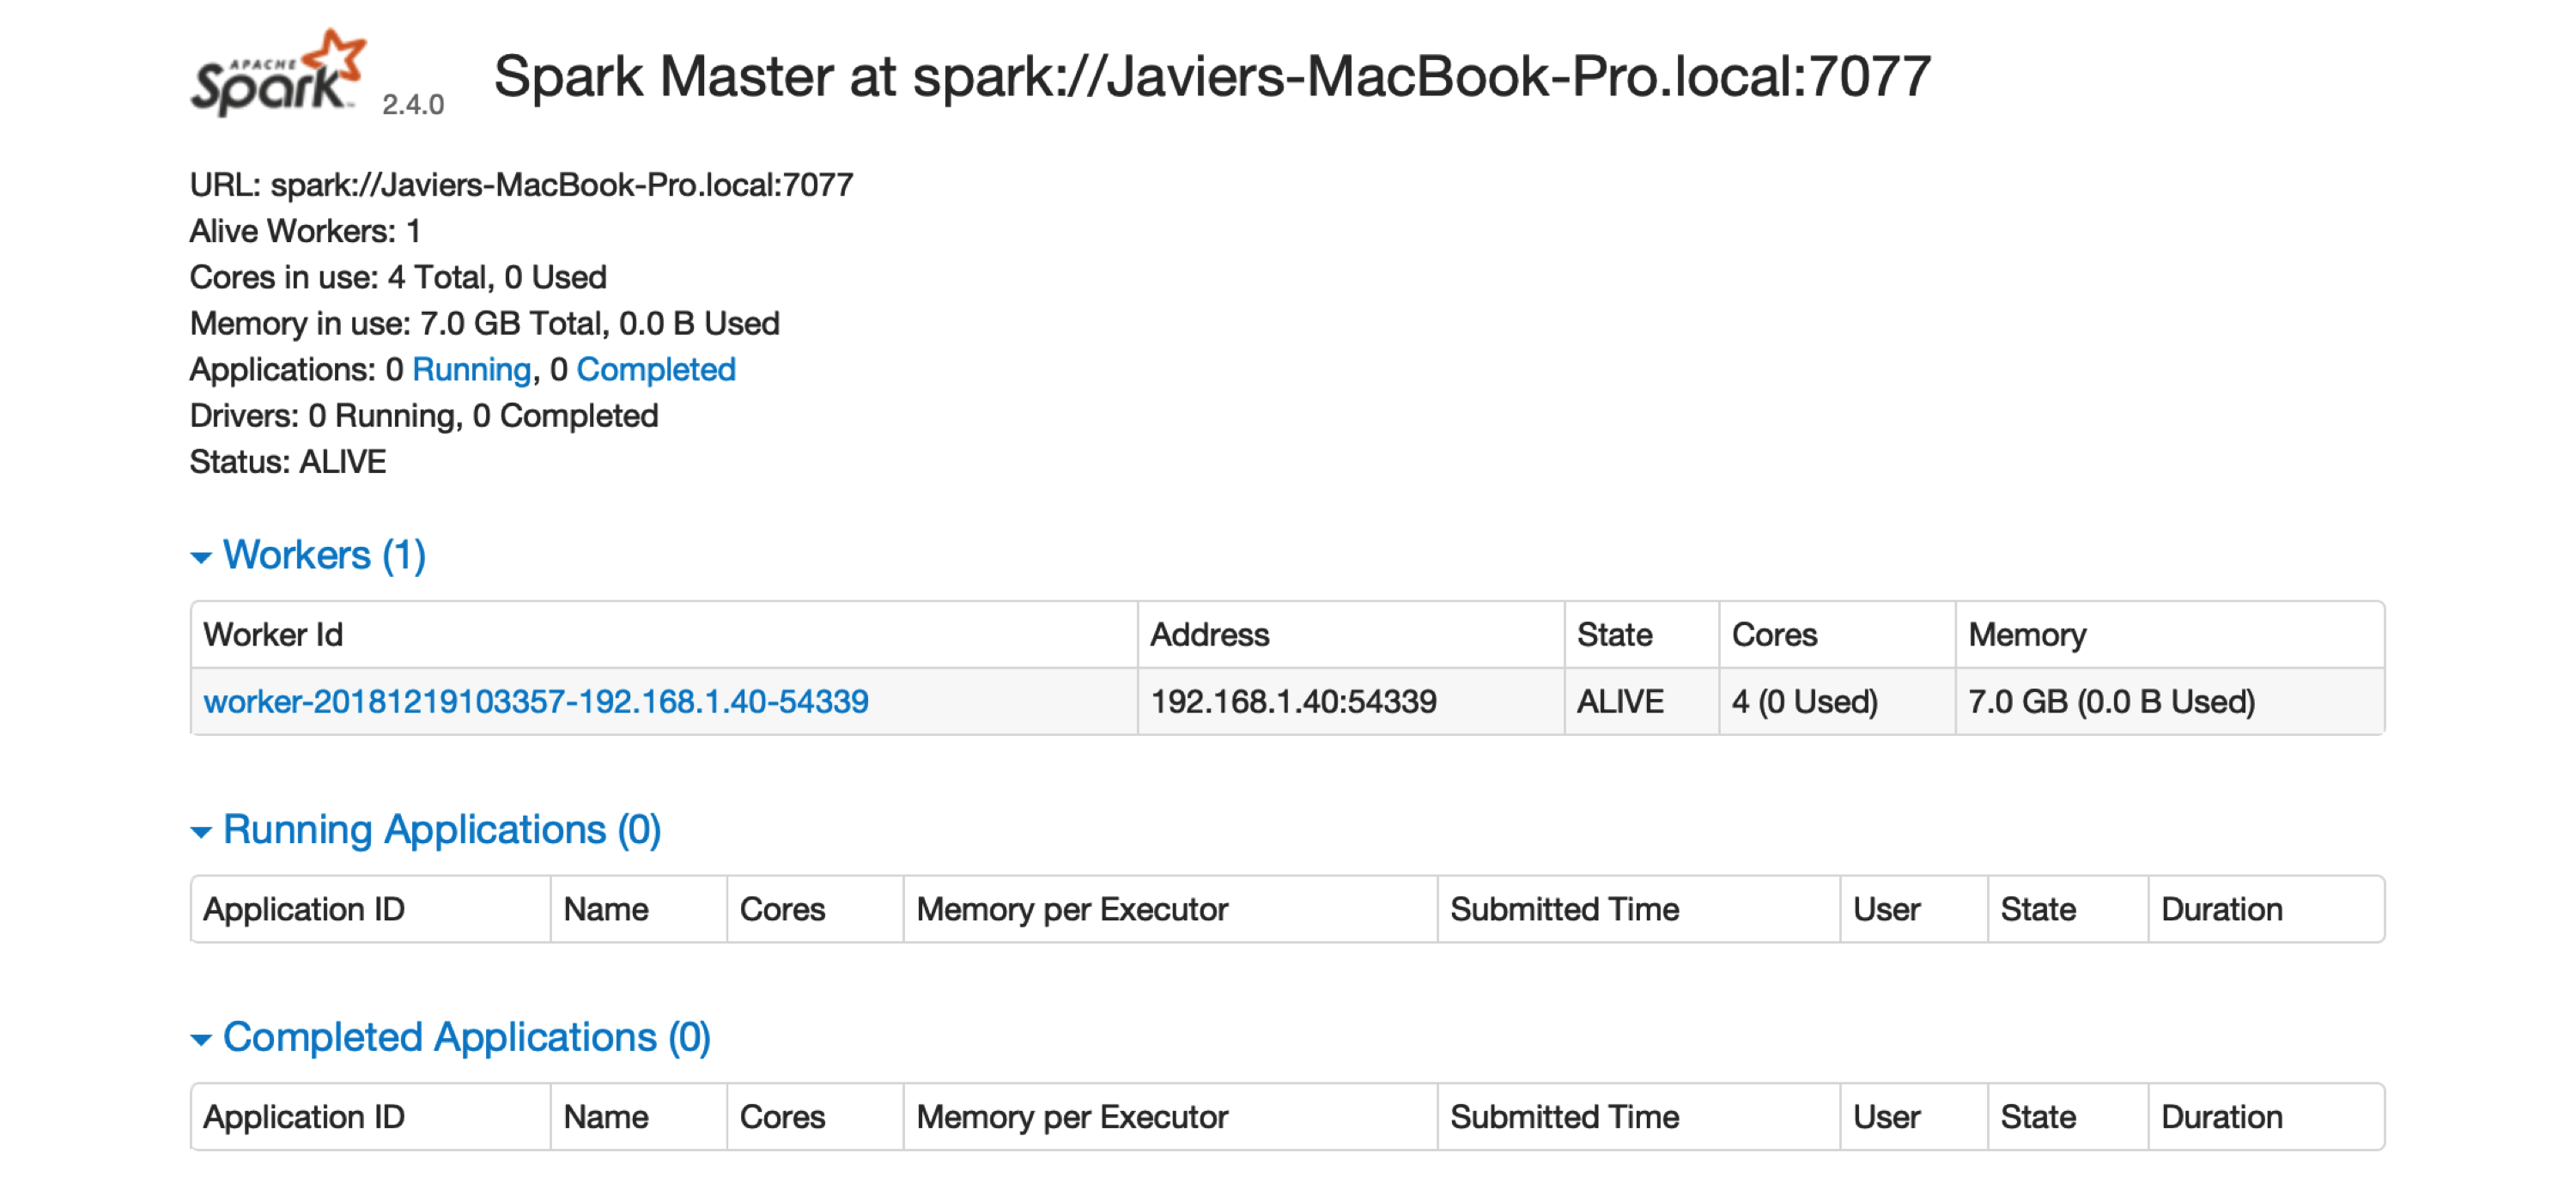 APACHE
Spark™ 2.4.0 Spark Master at spark://Javiers-MacBook-Pro.local:7077
URL: spark://Javiers-MacBook-Pro.local:7077
Alive Workers: 1
Cores in use: 4 Total, 0 Used
Memory in use: 7.0 GB Total, 0.0 B Used
Applications: 0 Running, 0 Completed
Drivers: 0 Running, 0 Completed
Status: ALIVE
Workers (1)
Worker Id Address State Cores Memory
worker-20181219103357-192.168.1.40-54339 192.168.1.40:54339 ALIVE 4 (0 Used) 7.0 GB (0.0 B Used)
Running Applications (0)
Application ID Name Cores Memory per Executor Submitted Time User State Duration
Completed Applications (0)
Application ID Name Cores Memory per Executor Submitted Time User State Duration